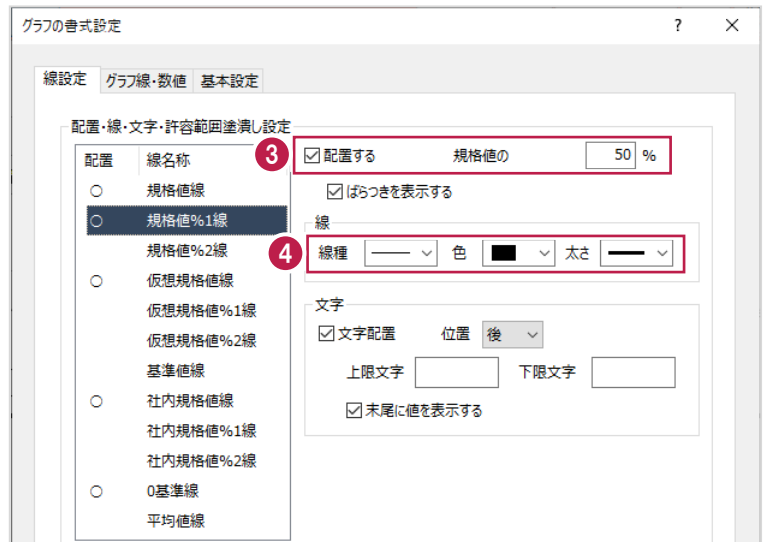 グラフの書式設定 ? ×
線設定 グラフ線・数値 基本設定
配置・線・文字・許容範囲塗潰し設定
配置 線名称
○ 規格値線
○ 規格値%1線
規格値%2線
○ 仮想規格値線
仮想規格値%1線
仮想規格値%2線
基準値線
○ 社内規格値線
社内規格値%1線
社内規格値%2線
○ 0基準線
平均値線
3 配置する 規格値の 50 %
ばらつきを表示する
線
4 線種 色 太さ
文字
文字配置 位置 後
上限文字 下限文字
末尾に値を表示する